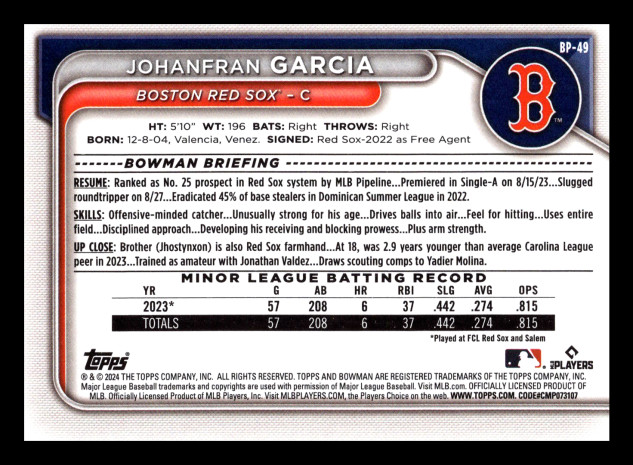 BP-49
JOHANFRAN GARCIA
BOSTON RED SOX™ – C
B
™
HT: 5'10" WT: 196 BATS: Right THROWS: Right
BORN: 12-8-04, Valencia, Venez. SIGNED: Red Sox-2022 as Free Agent
BOWMAN BRIEFING
RESUME: Ranked as No. 25 prospect in Red Sox system by MLB Pipeline...Premiered in Single-A on 8/15/23...Slugged
roundtripper on 8/27...Eradicated 45% of base stealers in Dominican Summer League in 2022.
SKILLS: Offensive-minded catcher...Unusually strong for his age...Drives balls into air...Feel for hitting...Uses entire
field...Disciplined approach...Developing his receiving and blocking prowess...Plus arm strength.
UP CLOSE: Brother (Jhostynxon) is also Red Sox farmhand...At 18, was 2.9 years younger than average Carolina League
peer in 2023...Trained as amateur with Jonathan Valdez...Draws scouting comps to Yadier Molina.
MINOR LEAGUE BATTING RECORD
YR G AB HR RBI SLG AVG OPS
2023* 57 208 6 37 .442 .274 .815
TOTALS 57 208 6 37 .442 .274 .815
*Played at FCL Red Sox and Salem
Topps
MLB PLAYERS
® & © 2024 THE TOPPS COMPANY, INC. ALL RIGHTS RESERVED. TOPPS AND BOWMAN ARE REGISTERED TRADEMARKS OF THE TOPPS COMPANY, INC.
Major League Baseball trademarks and copyrights are used with permission of Major League Baseball. Visit MLB.com. OFFICIALLY LICENSED PRODUCT OF
MLB. Officially Licensed Product of MLB Players, Inc. Visit MLBPLAYERS.COM, the Players Choice on the web. WWW.TOPPS.COM. CODE#CMP073107